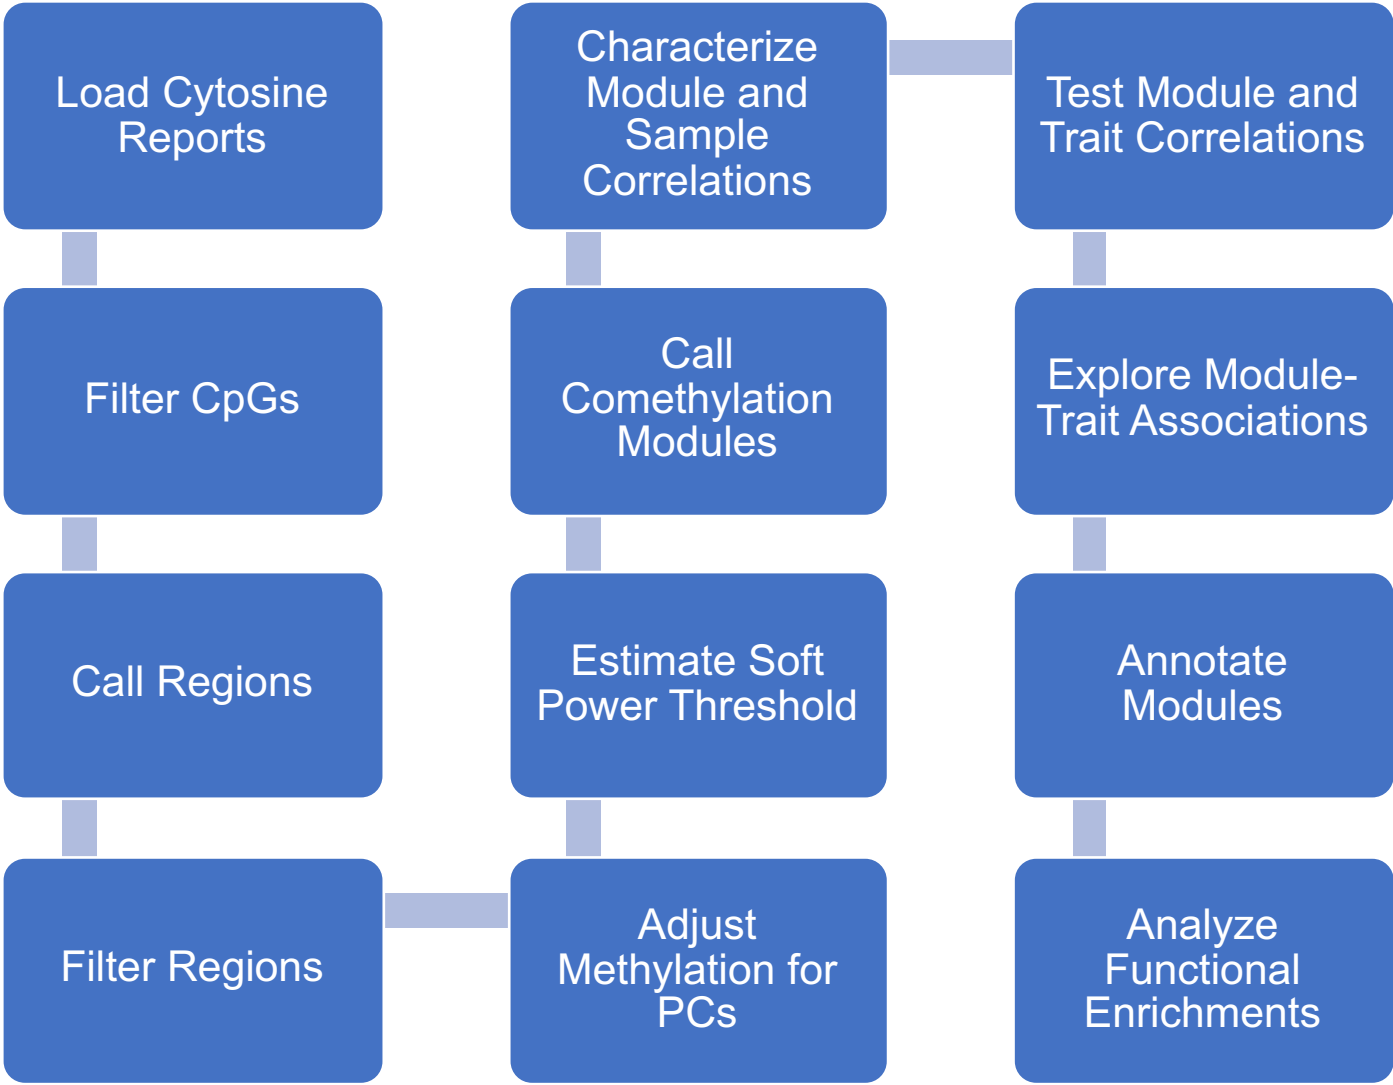 Load Cytosine
Reports
Filter CpGs
Call Regions
Filter Regions
Adjust
Methylation for
PCs
Estimate Soft
Power Threshold
Call
Comethylation
Modules
Characterize
Module and
Sample
Correlations
Test Module and
Trait Correlations
Explore Module-
Trait Associations
Annotate
Modules
Analyze
Functional
Enrichments